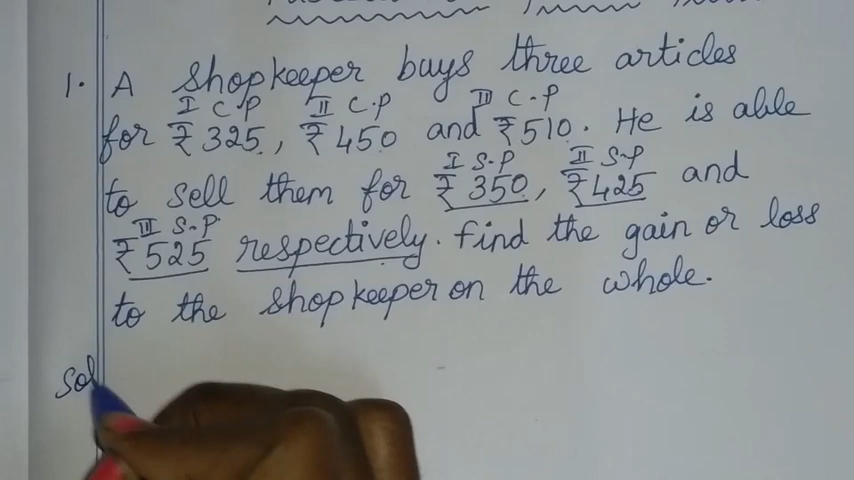 1. A shopkeeper buys three articles
I C.P II C.P III C.P
for ₹ 325, ₹ 450 and ₹ 510. He is able
I S.P II S.P
to sell them for ₹ 350, ₹ 425 and
III S.P
₹ 525 respectively. Find the gain or loss
to the shopkeeper on the whole.
Sol